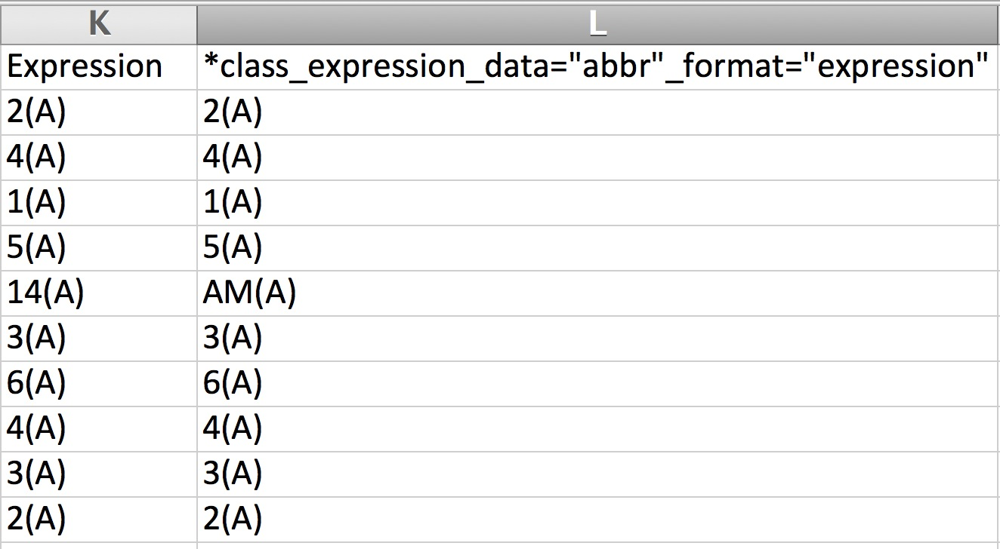 K L
Expression *class_expression_data="abbr"_format="expression"
2(A) 2(A)
4(A) 4(A)
1(A) 1(A)
5(A) 5(A)
14(A) AM(A)
3(A) 3(A)
6(A) 6(A)
4(A) 4(A)
3(A) 3(A)
2(A) 2(A)